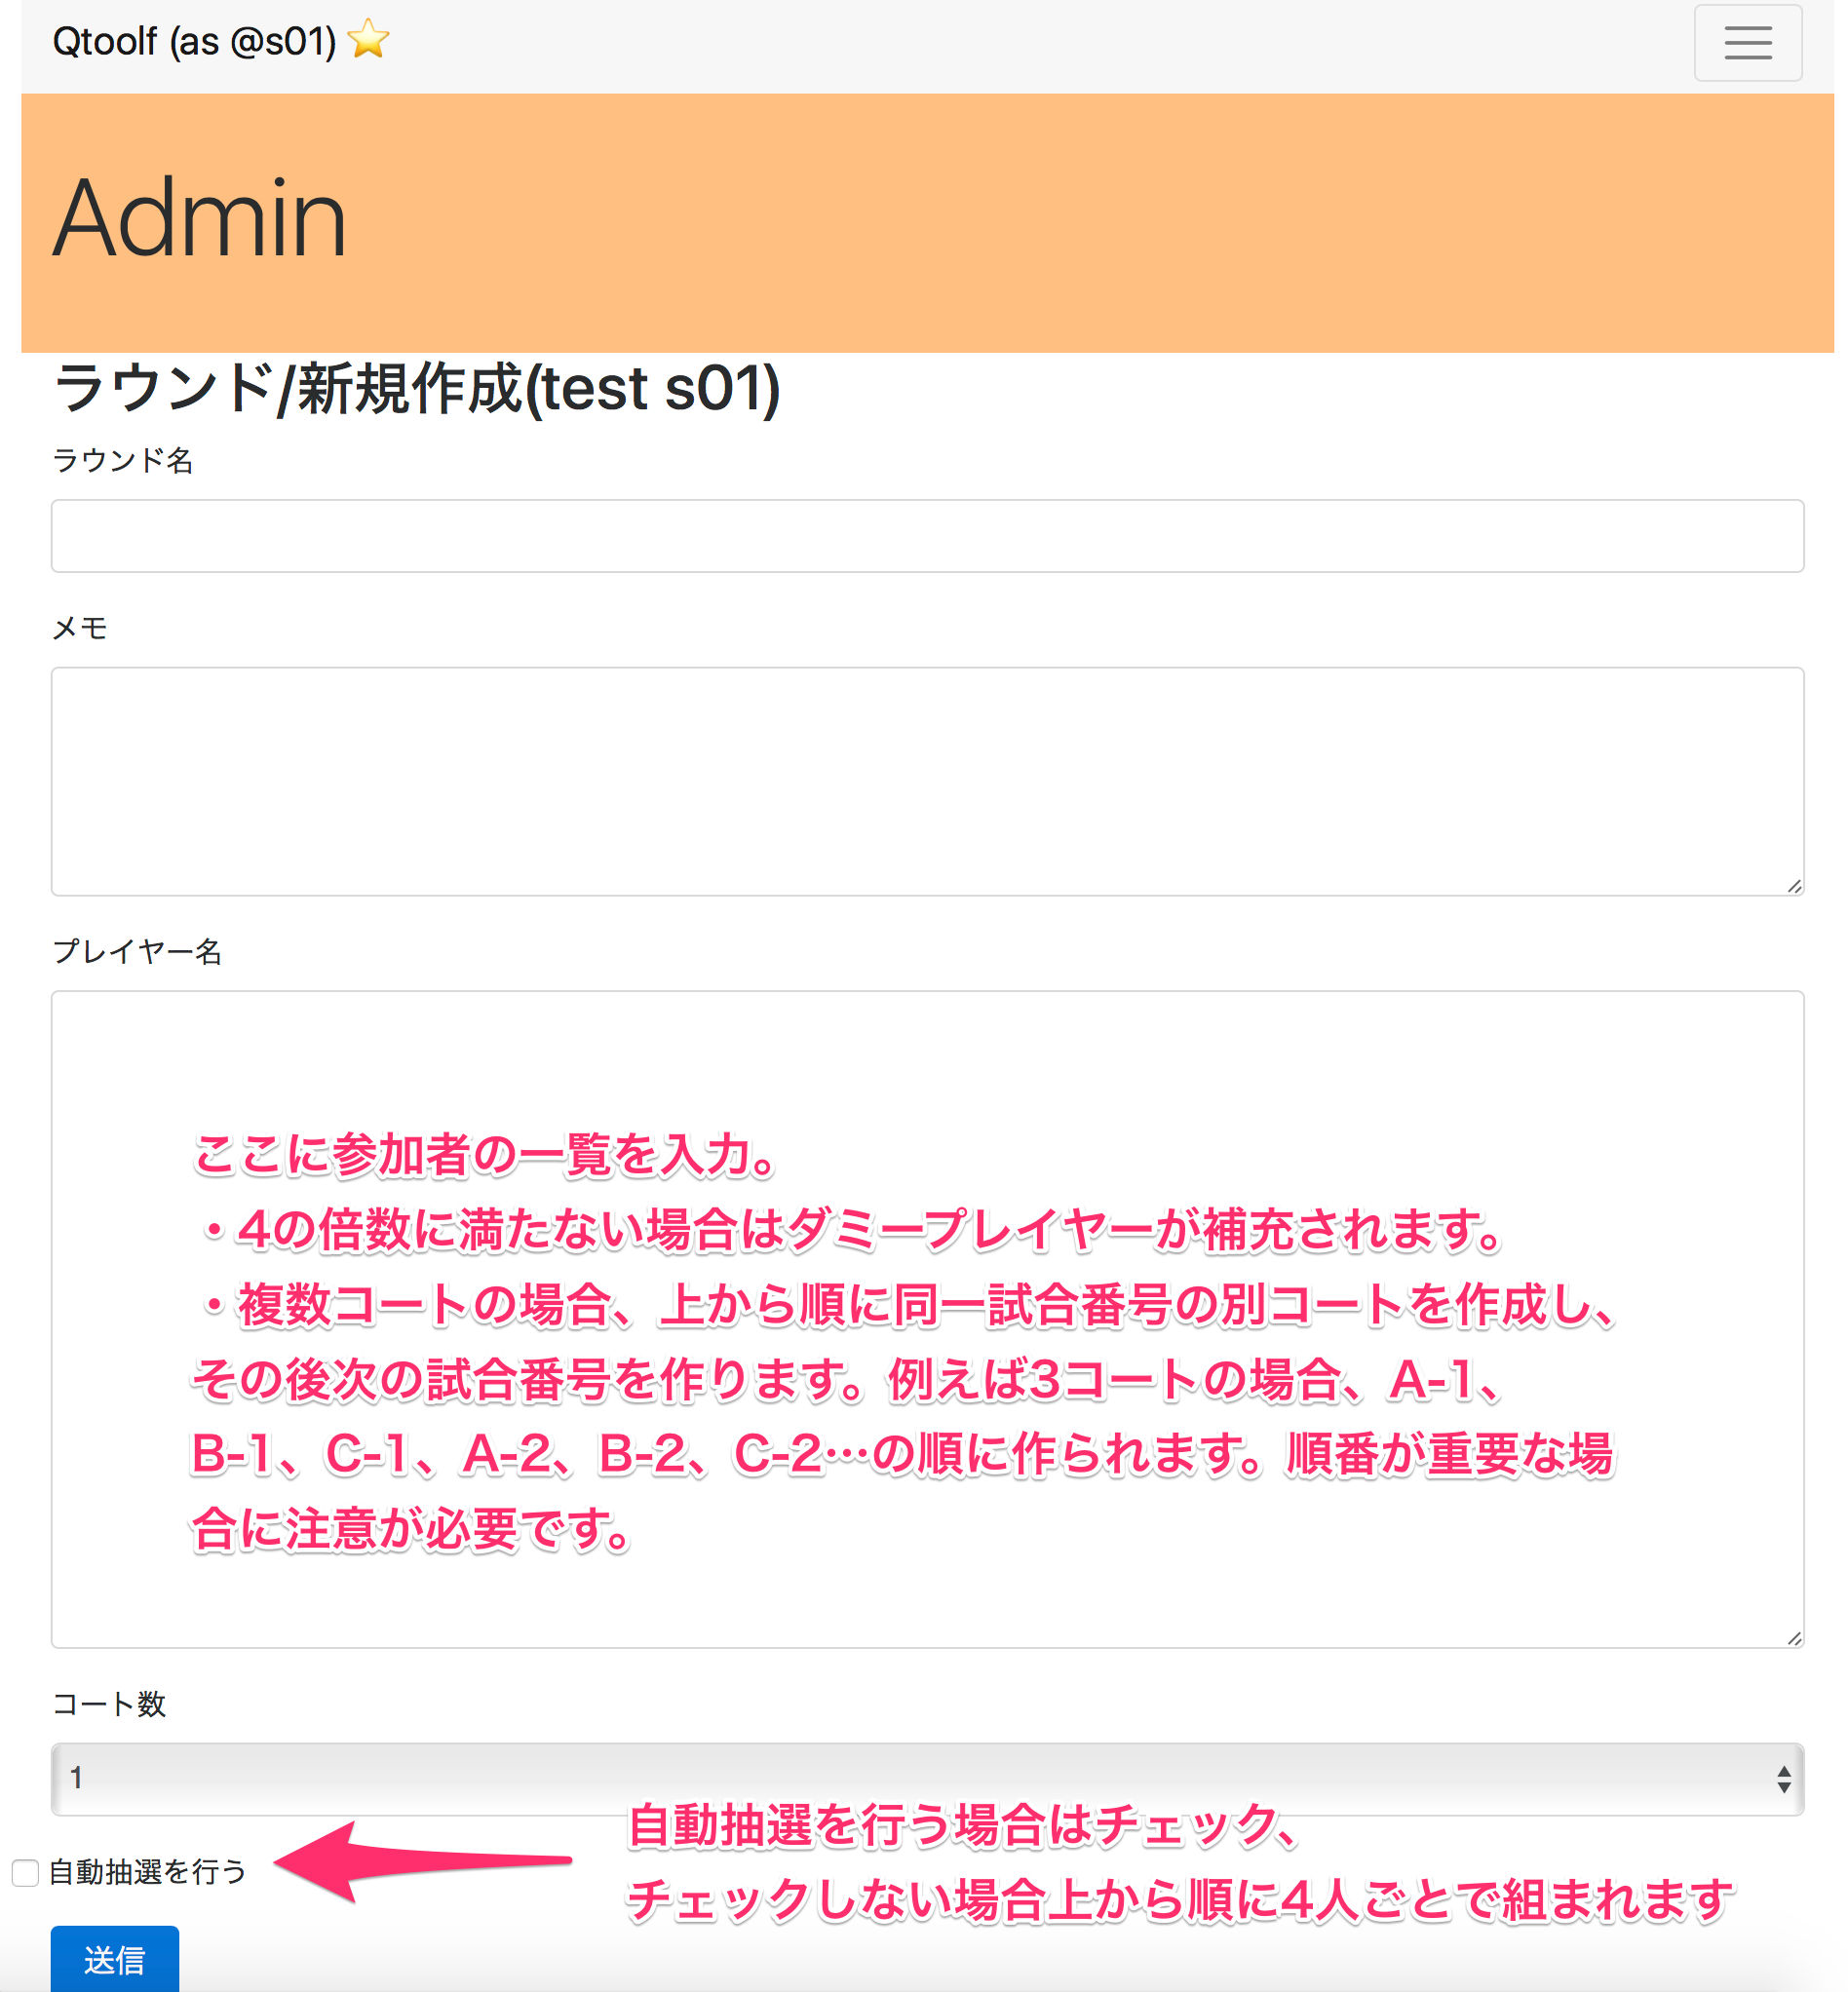 Qtoolf (as @s01) ⭐
Admin
ラウンド/新規作成(test s01)
ラウンド名
メモ
プレイヤー名
ここに参加者の一覧を入力。
・4の倍数に満たない場合はダミープレイヤーが補充されます。
・複数コートの場合、上から順に同一試合番号の別コートを作成し、
その後次の試合番号を作ります。例えば3コートの場合、A-1、
B-1、C-1、A-2、B-2、C-2…の順に作られます。順番が重要な場
合に注意が必要です。
コート数
1
自動抽選を行う場合はチェック、
自動抽選を行う
チェックしない場合上から順に4人ごとで組まれます
送信